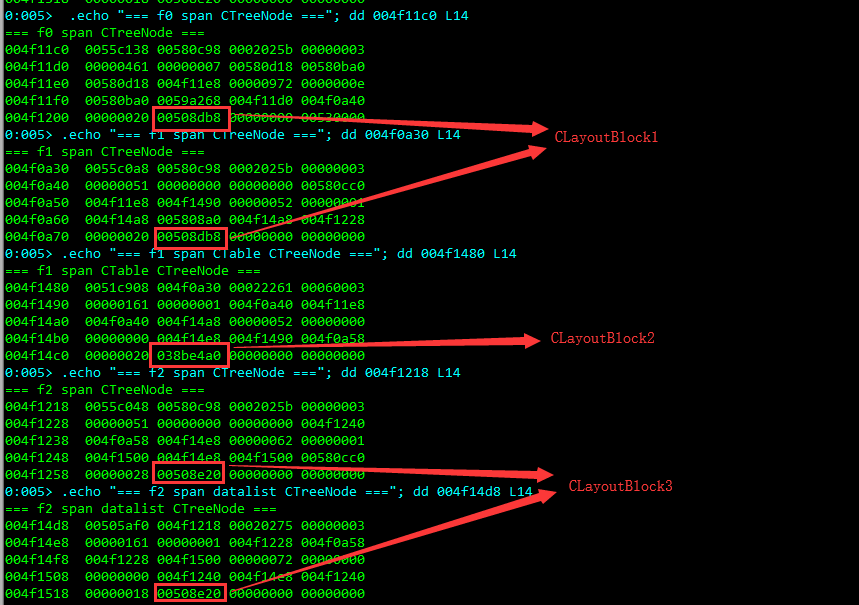 0:005>  .echo "=== f0 span CTreeNode ==="; dd 004f11c0 L14
=== f0 span CTreeNode ===
004f11c0  0055c138 00580c98 0002025b 00000003
004f11d0  00000461 00000007 00580d18 00580ba0
004f11e0  00580d18 004f11e8 00000972 0000000e
004f11f0  00580ba0 0059a268 004f11d0 004f0a40
004f1200  00000020 00508db8
0:005> .echo "=== f1 span CTreeNode ==="; dd 004f0a30 L14
CLayoutBlock1
=== f1 span CTreeNode ===
004f0a30  0055c0a8 00580c98 0002025b 00000003
004f0a40  00000051 00000000 00000000 00580cc0
004f0a50  004f11e8 004f1490 00000052
004f0a60  004f14a8 005808a0 004f14a8 004f1228
004f0a70  00000020 00508db8 00000000 00000000
0:005> .echo "=== f1 span CTable CTreeNode ==="; dd 004f1480 L14
=== f1 span CTable CTreeNode ===
004f1480  0051c908 004f0a30 00022261 00060003
004f1490  00000161 00000001 004f0a40 004f11e8
004f14a0  004f0a40 004f14a8 00000052 00000000
004f14b0  00000000 004f14e8 004f1490 004f0a58
CLayoutBlock2
004f14c0  00000020 038be4a0 00000000 00000000
0:005> .echo "=== f2 span CTreeNode ==="; dd 004f1218 L14
=== f2 span CTreeNode ===
004f1218  0055c048 00580c98 0002025b 00000003
004f1228  00000051 00000000 00000000 004f1240
004f1238  004f0a58 004f14e8 00000062 00000001
004f1248  004f1500 004f14e8 004f1500 00580cc0
004f1258  00000028 00508e20 00000000 00000000
CLayoutBlock3
0:005> .echo "=== f2 span datalist CTreeNode ==="; dd 004f14d8 L14
=== f2 span datalist CTreeNode ===
004f14d8  00505af0 004f1218 00020275 00000003
004f14e8  00000161 00000001 004f1228 004f0a58
004f14f8  004f1228 004f1500 00000072 00000000
004f1508  00000000 004f1240 004f14e8 004f1240
004f1518  00000018 00508e20 00000000 00000000